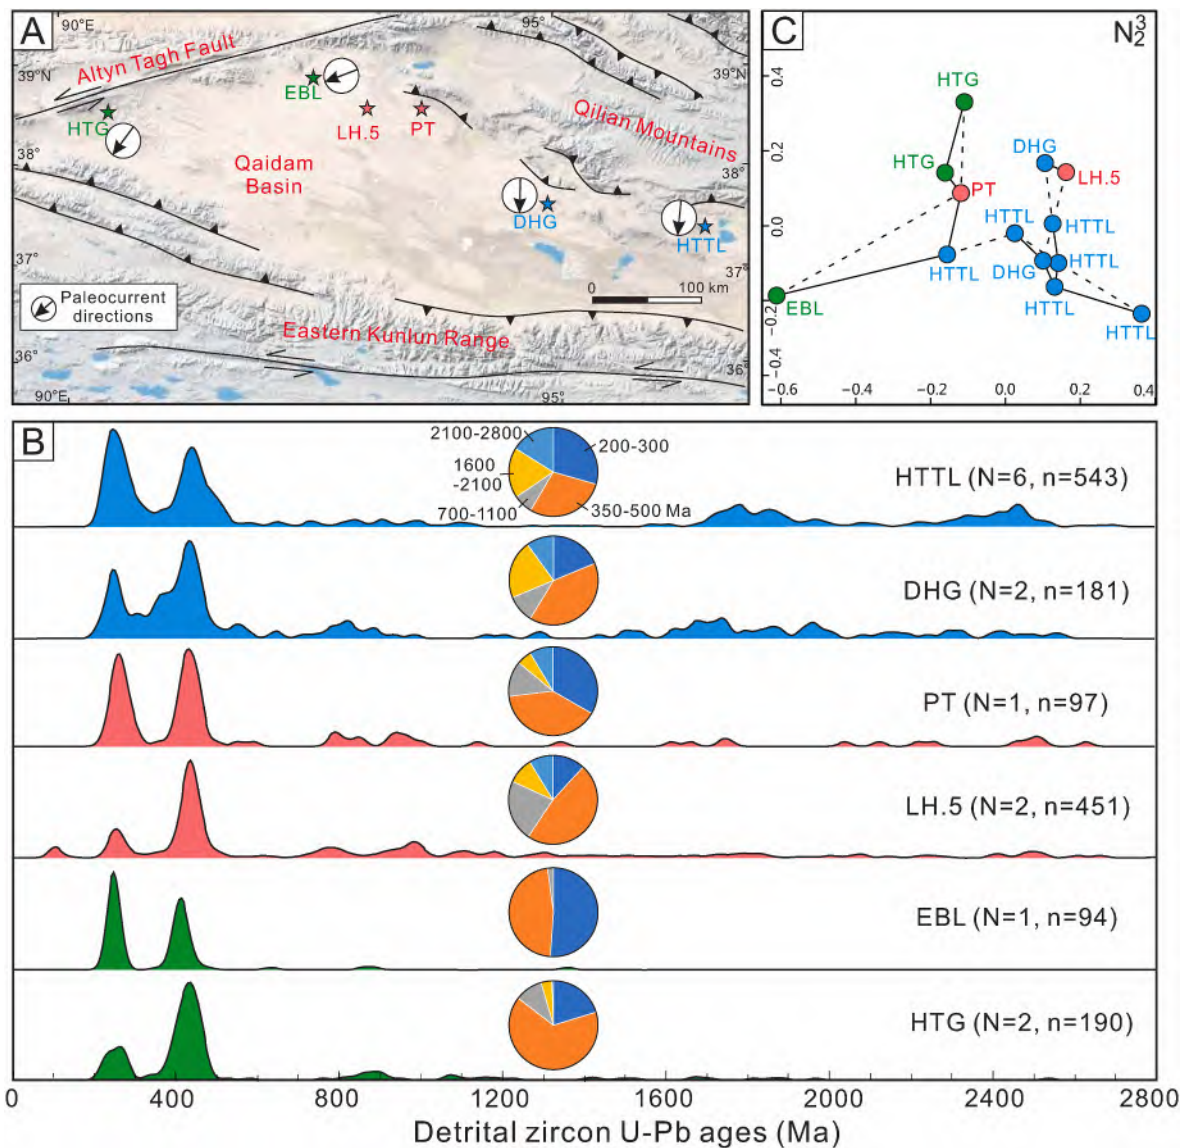 A
90°E
95°
Altyn Tagh Fault
39°N
39°N
EBL
HTG
LH.5
PT
Qilian Mountains
38°
38°
Qaidam
Basin
DHG
HTTL
37°
37°
Paleocurrent
directions
0
100 km
Eastern Kunlun Range
36°
36°
90°E
95°
C
N₂³
0.4
HTG
0.2
DHG
HTG
LH.5
PT
0.0
HTTL
HTTL
HTTL
DHG
HTTL
HTTL
−0.2
EBL
HTTL
−0.4
−0.6
−0.2
0.0
0.2
0.4
B
2100-2800
200-300
1600
-2100
700-1100
350-500 Ma
HTTL (N=6, n=543)
DHG (N=2, n=181)
PT (N=1, n=97)
LH.5 (N=2, n=451)
EBL (N=1, n=94)
HTG (N=2, n=190)
0
400
800
1200
1600
2000
2400
2800
Detrital zircon U-Pb ages (Ma)